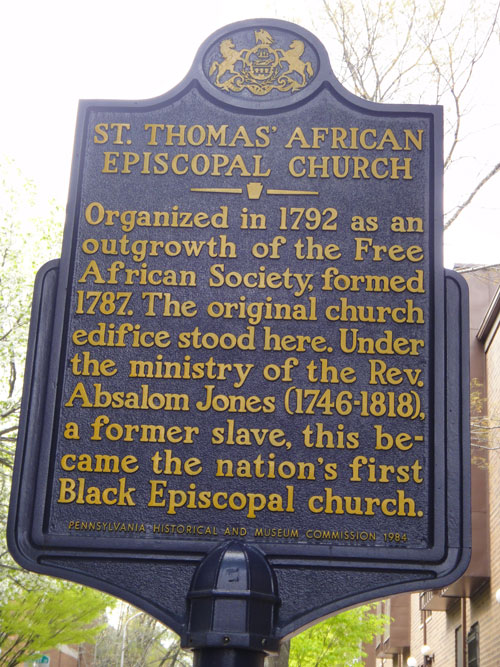 ST. THOMAS' AFRICAN
EPISCOPAL CHURCH
Organized in 1792 as an
outgrowth of the Free
African Society, formed
1787. The original church
edifice stood here. Under
the ministry of the Rev.
Absalom Jones (1746-1818),
a former slave, this be-
came the nation's first
Black Episcopal church.
PENNSYLVANIA HISTORICAL AND MUSEUM COMMISSION 1984